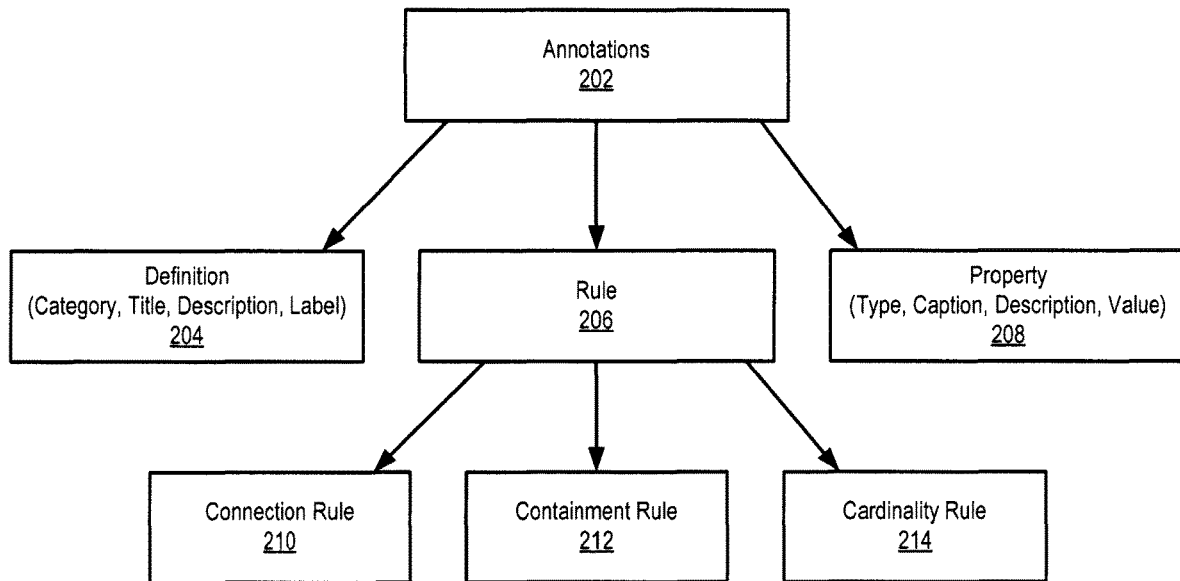 Annotations
202
Definition
(Category, Title, Description, Label)
204
Rule
206
Property
(Type, Caption, Description, Value)
208
Connection Rule
210
Containment Rule
212
Cardinality Rule
214